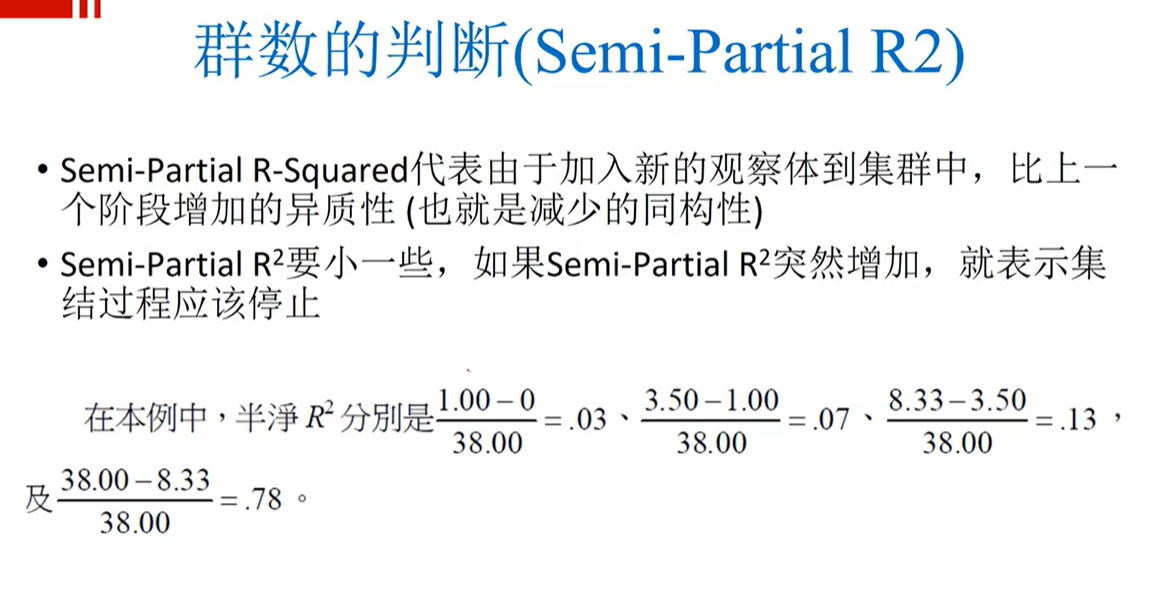 群数的判断(Semi-Partial R2)
• Semi-Partial R-Squared代表由于加入新的观察体到集群中，比上一
个阶段增加的异质性 (也就是减少的同构性)
• Semi-Partial R²要小一些，如果Semi-Partial R²突然增加，就表示集
结过程应该停止
在本例中，半淨 R² 分別是 (1.00 − 0)/38.00 = .03、(3.50 − 1.00)/38.00 = .07、(8.33 − 3.50)/38.00 = .13，
及 (38.00 − 8.33)/38.00 = .78。